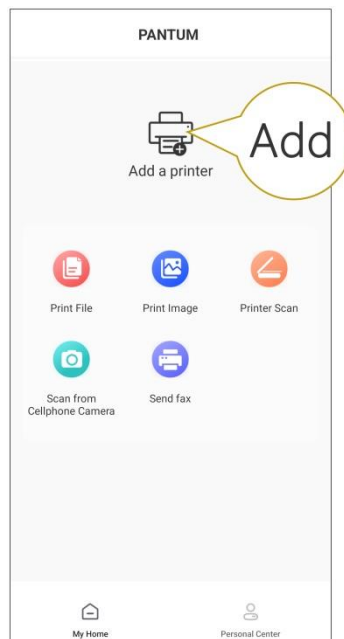 PANTUM
Add
Add a printer
Print File
Print Image
Printer Scan
Scan from
Cellphone Camera
Send fax
My Home
Personal Center